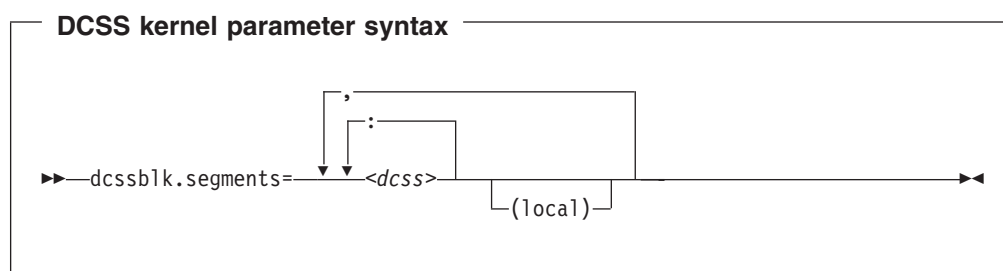 DCSS kernel parameter syntax
,
:
dcssblk.segments=<dcss>
(local)